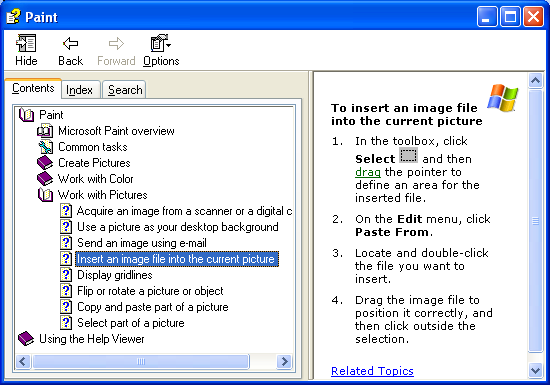 Paint
Hide
Back
Forward
Options
Contents
Index
Search
Paint
Microsoft Paint overview
Common tasks
Create Pictures
Work with Color
Work with Pictures
Acquire an image from a scanner or a digital c
Use a picture as your desktop background
Send an image using e-mail
Insert an image file into the current picture
Display gridlines
Flip or rotate a picture or object
Copy and paste part of a picture
Select part of a picture
Using the Help Viewer
To insert an image file
into the current picture
1. In the toolbox, click
Select and then
drag the pointer to
define an area for the
inserted file.
2. On the Edit menu, click
Paste From.
3. Locate and double-click
the file you want to
insert.
4. Drag the image file to
position it correctly, and
then click outside the
selection.
Related Topics